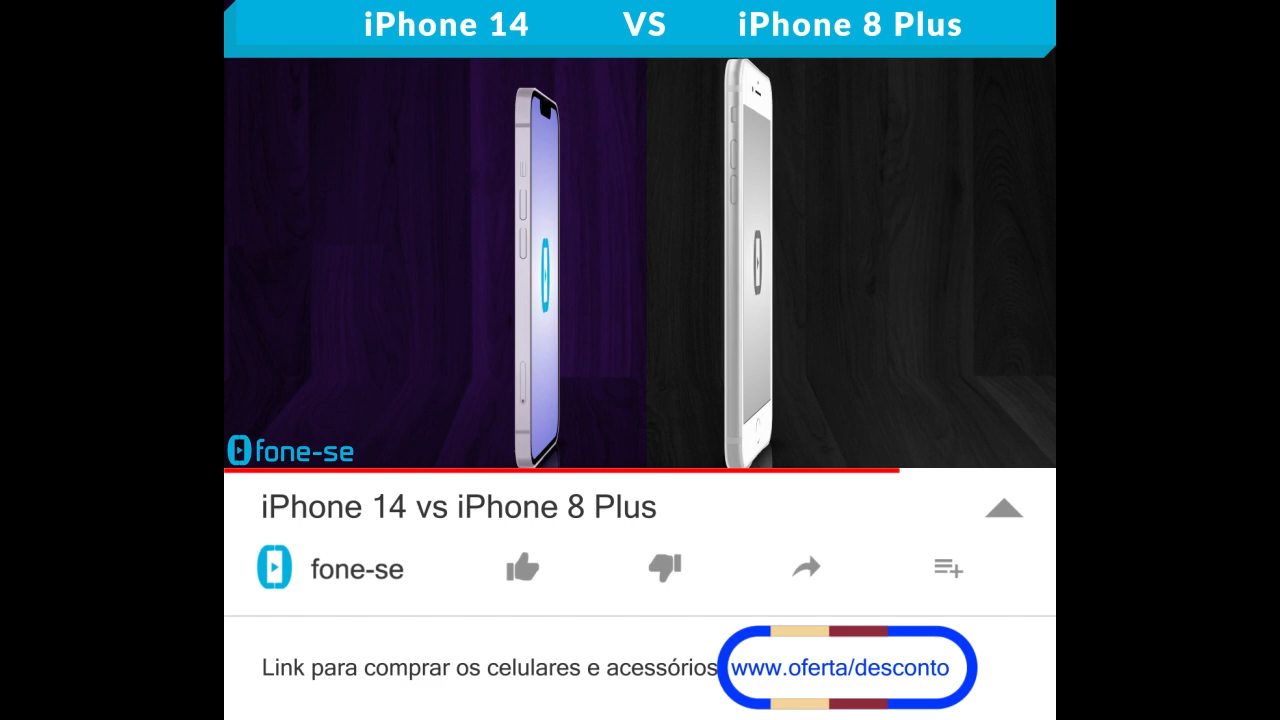 iPhone 14 VS iPhone 8 Plus
fone-se
iPhone 14 vs iPhone 8 Plus
fone-se
Link para comprar os celulares e acessórios www.oferta/desconto